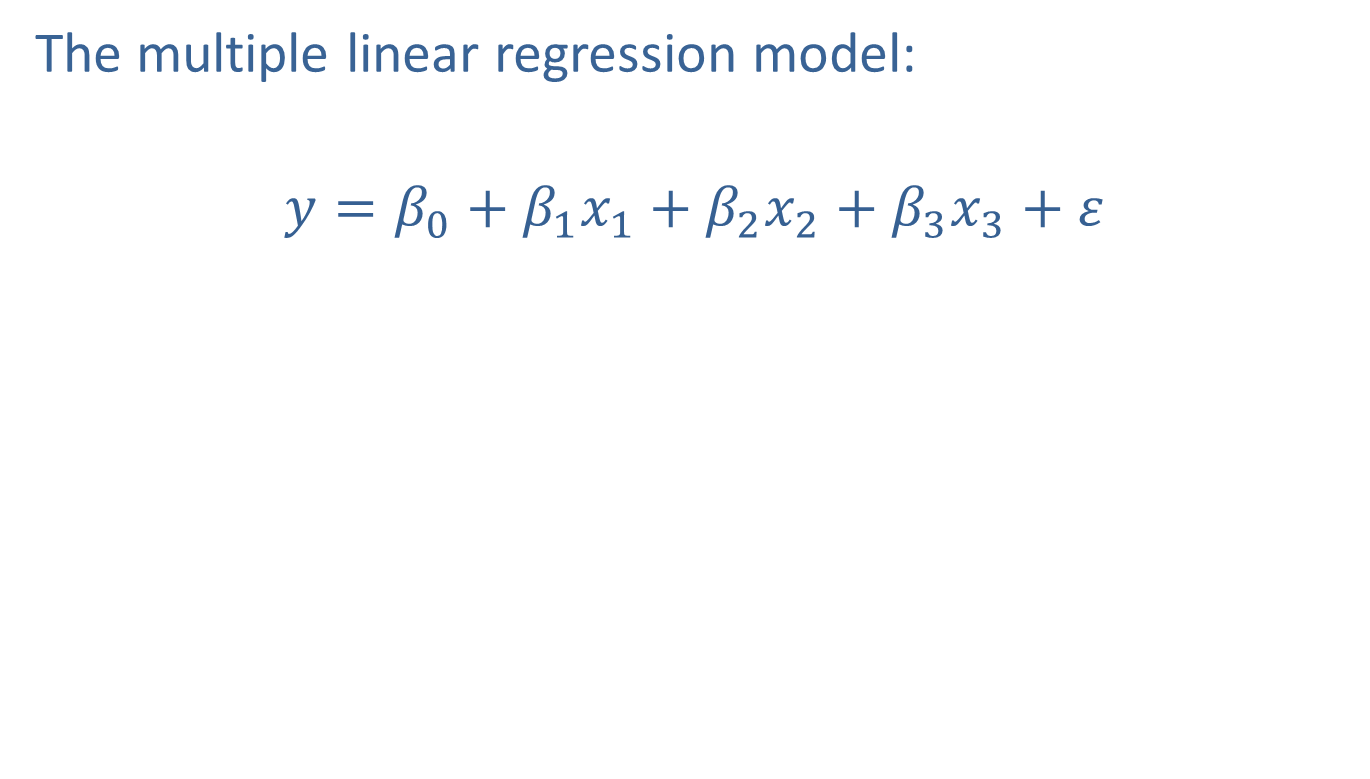 The multiple linear regression model:
y = β₀ + β₁x₁ + β₂x₂ + β₃x₃ + ε